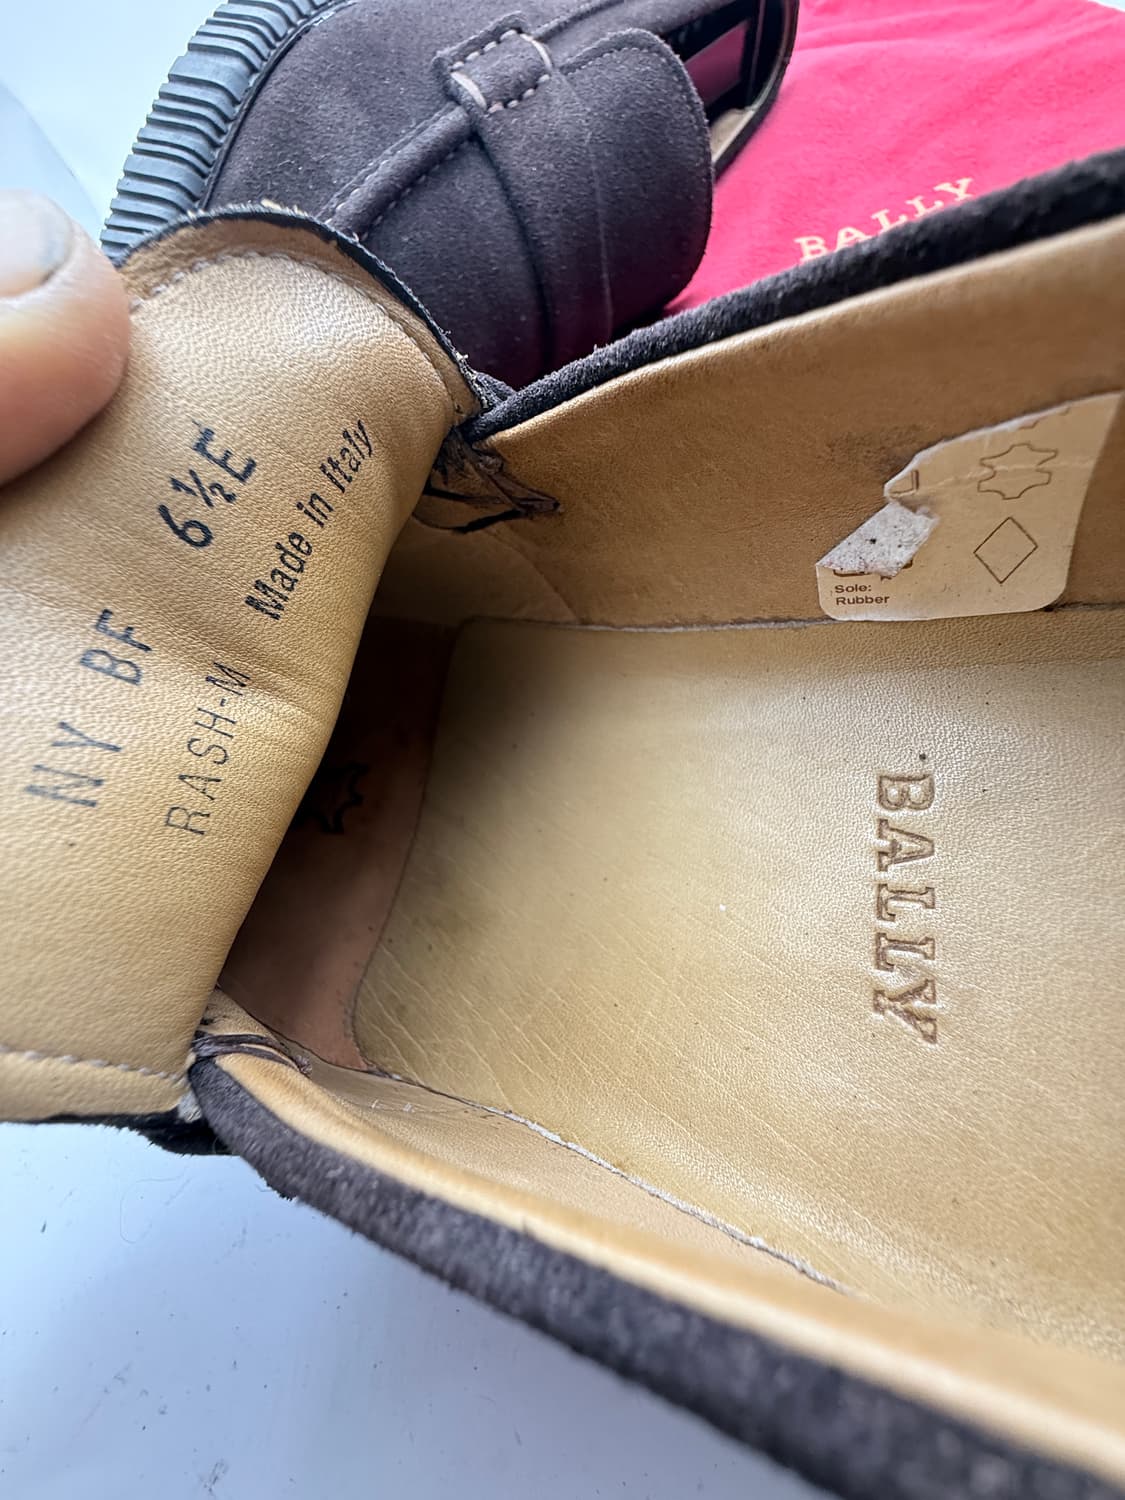 BALLY
6½E
Made in Italy
NY BF
RASH-M
Sole:
Rubber
BALLY